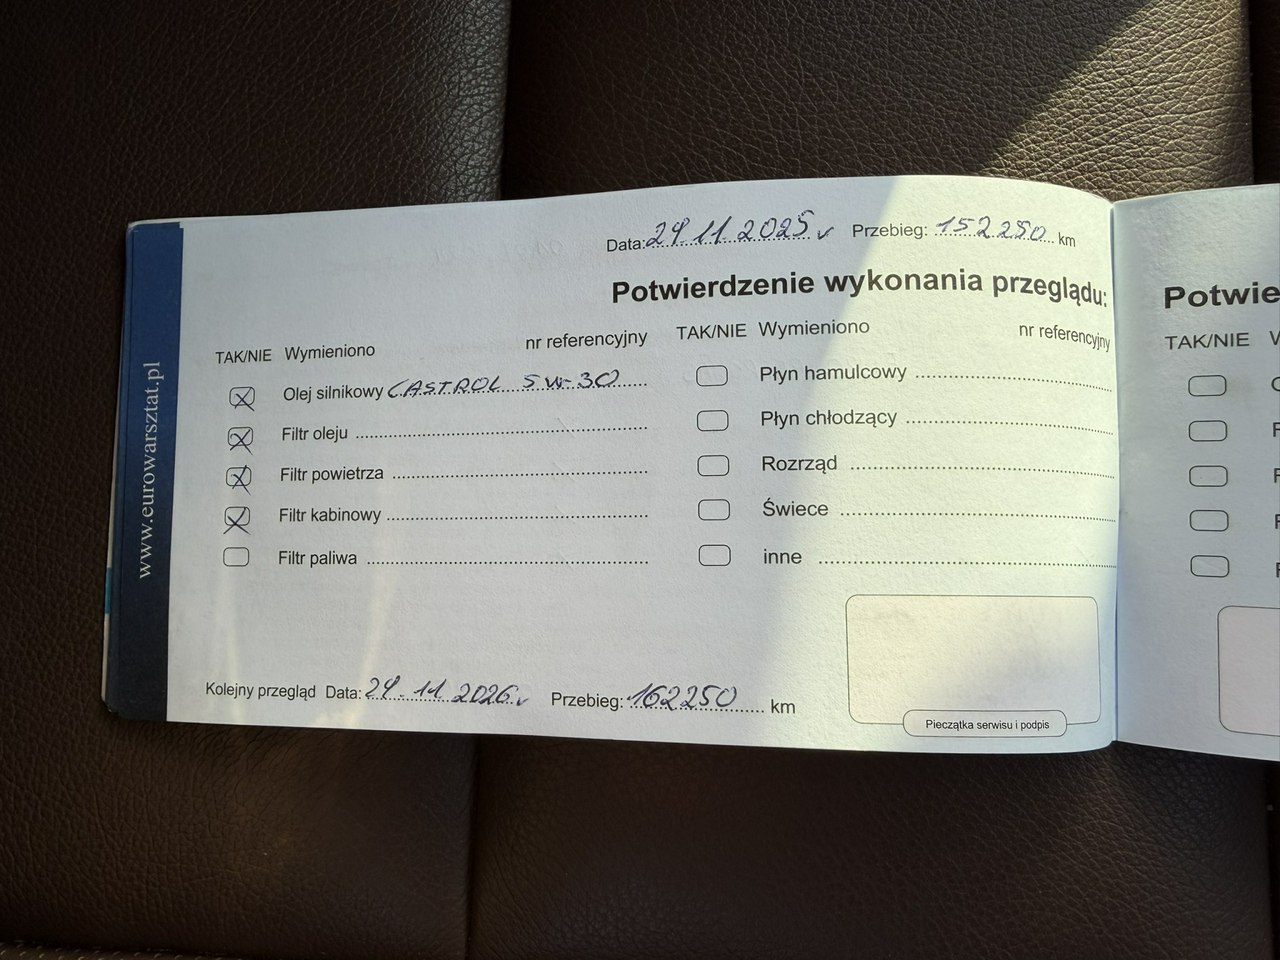 www.eurowarsztat.pl
Data: 24.11.2025r Przebieg: 152250 km
Potwierdzenie wykonania przeglądu:
TAK/NIE Wymieniono nr referencyjny
Olej silnikowy CASTROL 5W-30
Filtr oleju
Filtr powietrza
Filtr kabinowy
Filtr paliwa
TAK/NIE Wymieniono nr referencyjny
Płyn hamulcowy
Płyn chłodzący
Rozrząd
Świece
inne
Kolejny przegląd Data: 24.11.2026r Przebieg: 162250 km
Pieczątka serwisu i podpis
Potwie
TAK/NIE